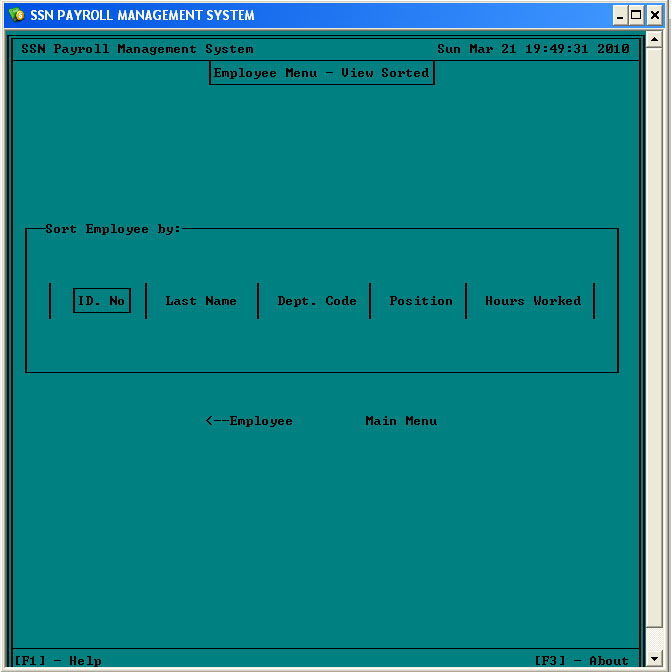 SSN PAYROLL MANAGEMENT SYSTEM
SSN Payroll Management System Sun Mar 21 19:49:31 2010
Employee Menu - View Sorted
Sort Employee by:
ID. No Last Name Dept. Code Position Hours Worked
<--Employee Main Menu
[F1] - Help [F3] - About